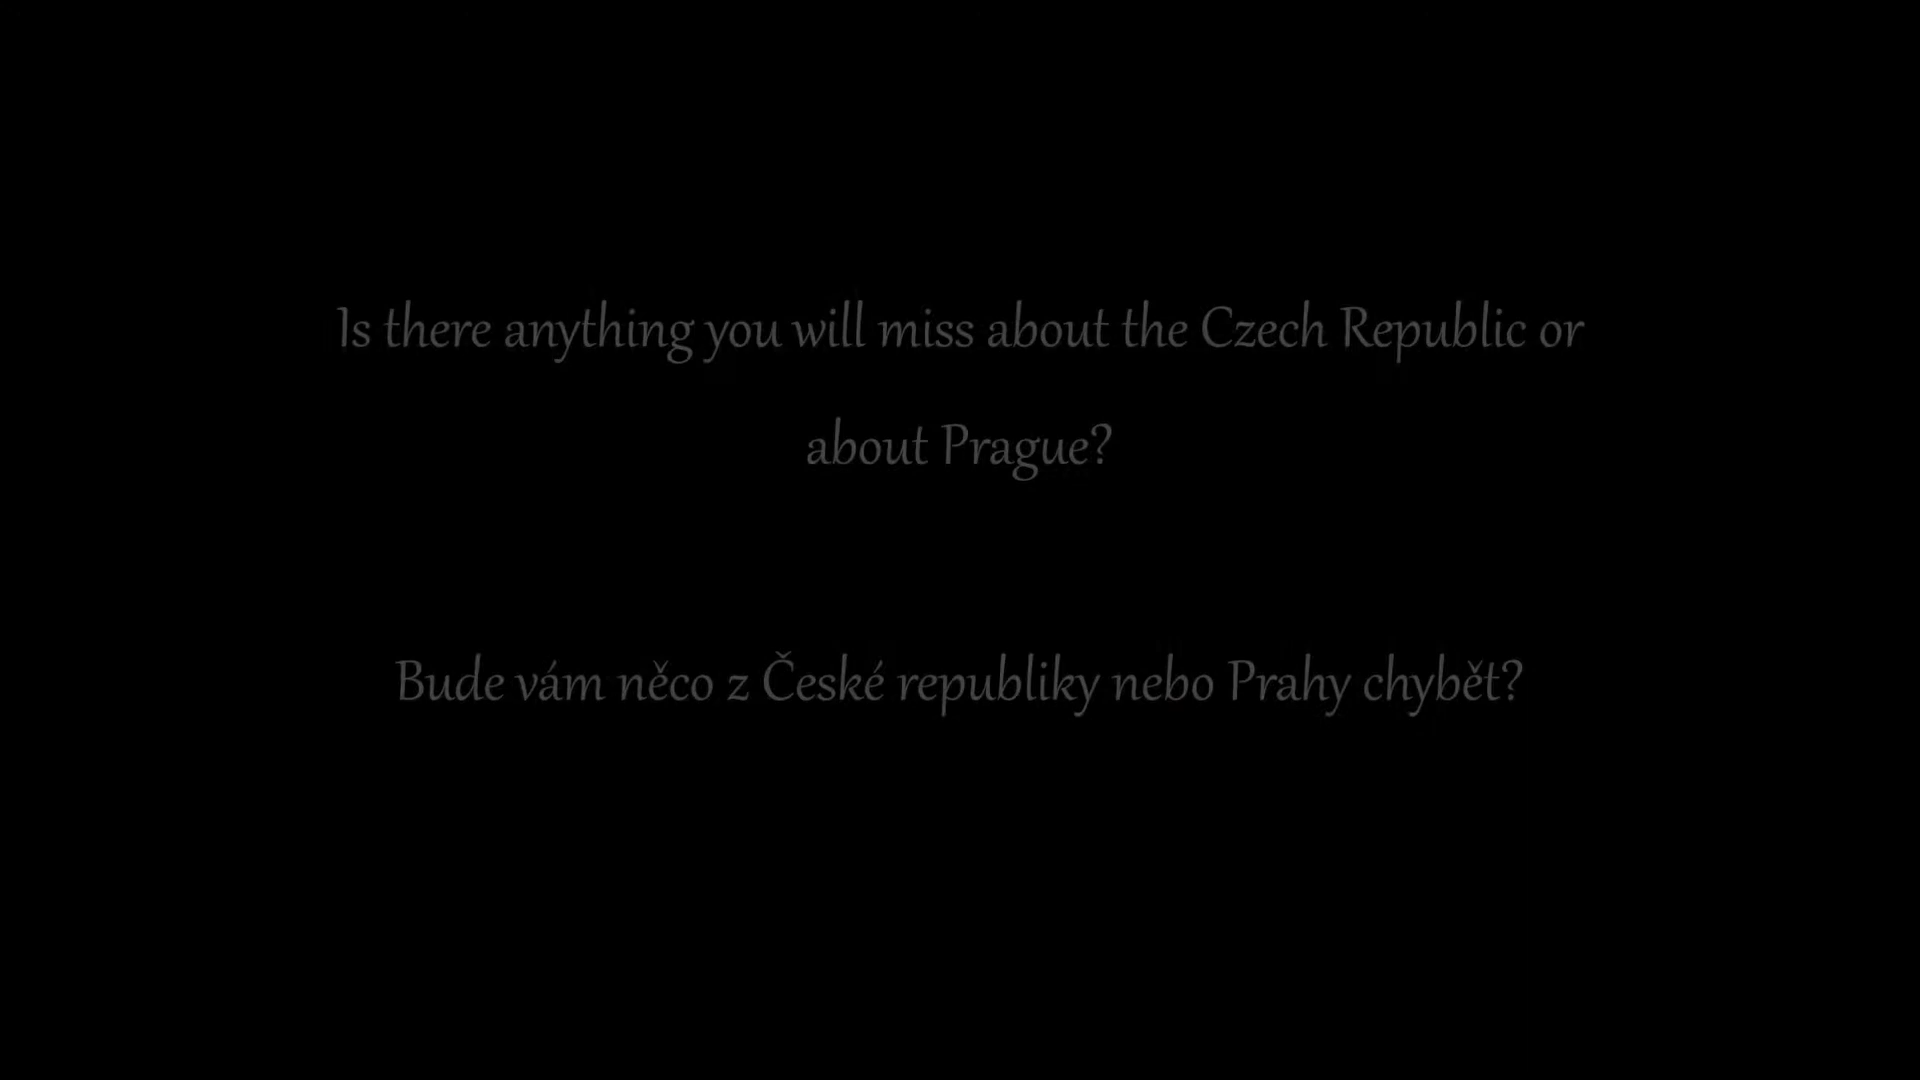 Is there anything you will miss about the Czech Republic or
about Prague?
Bude vám něco z České republiky nebo Prahy chybět?